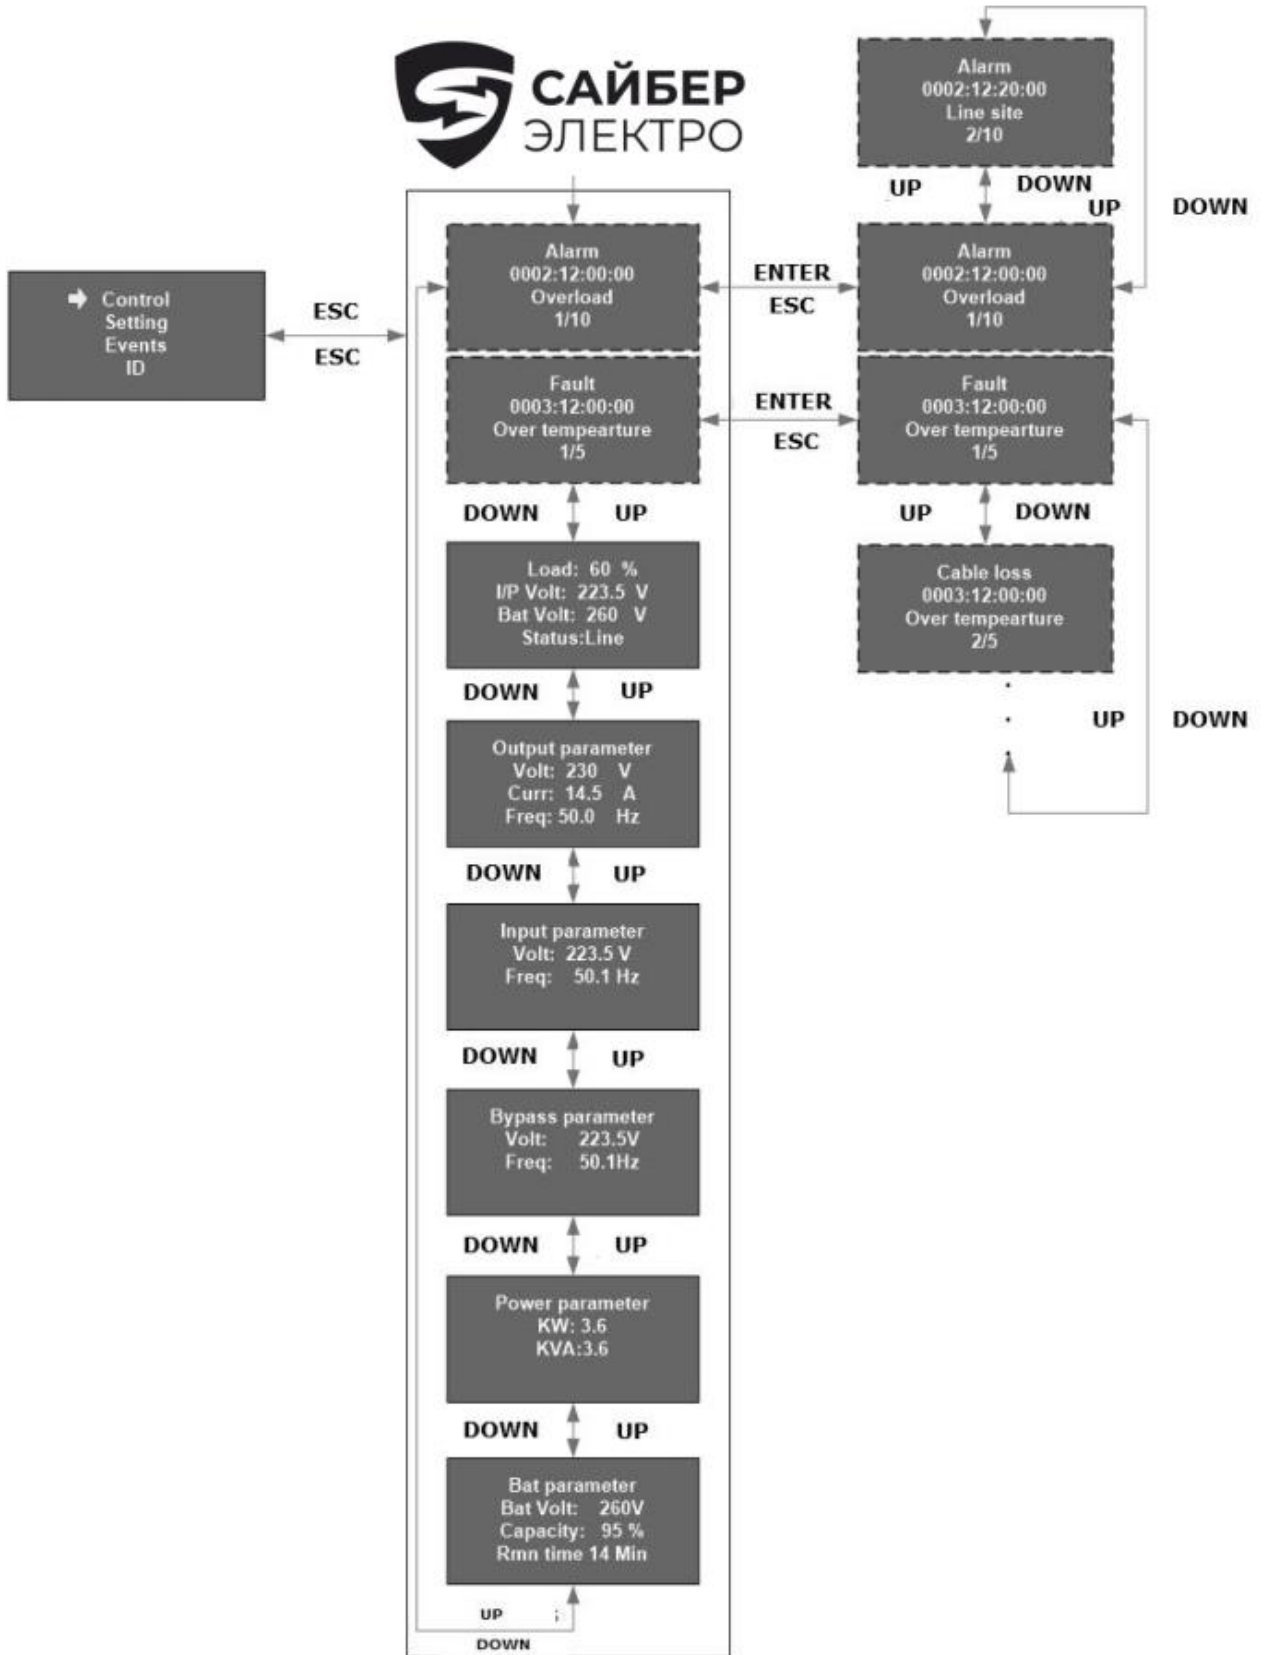 САЙБЕР
ЭЛЕКТРО
Alarm
0002:12:20:00
Line site
2/10
UP
DOWN
UP
DOWN
Control
Setting
Events
ID
ESC
ESC
Alarm
0002:12:00:00
Overload
1/10
ENTER
ESC
Alarm
0002:12:00:00
Overload
1/10
Fault
0003:12:00:00
Over tempearture
1/5
ENTER
ESC
Fault
0003:12:00:00
Over tempearture
1/5
DOWN
UP
UP
DOWN
Load: 60 %
I/P Volt: 223.5 V
Bat Volt: 260 V
Status:Line
Cable loss
0003:12:00:00
Over tempearture
2/5
DOWN
UP
UP
DOWN
Output parameter
Volt: 230 V
Curr: 14.5 A
Freq: 50.0 Hz
DOWN
UP
Input parameter
Volt: 223.5 V
Freq: 50.1 Hz
DOWN
UP
Bypass parameter
Volt: 223.5V
Freq: 50.1Hz
DOWN
UP
Power parameter
KW: 3.6
KVA:3.6
DOWN
UP
Bat parameter
Bat Volt: 260V
Capacity: 95 %
Rmn time 14 Min
UP
DOWN